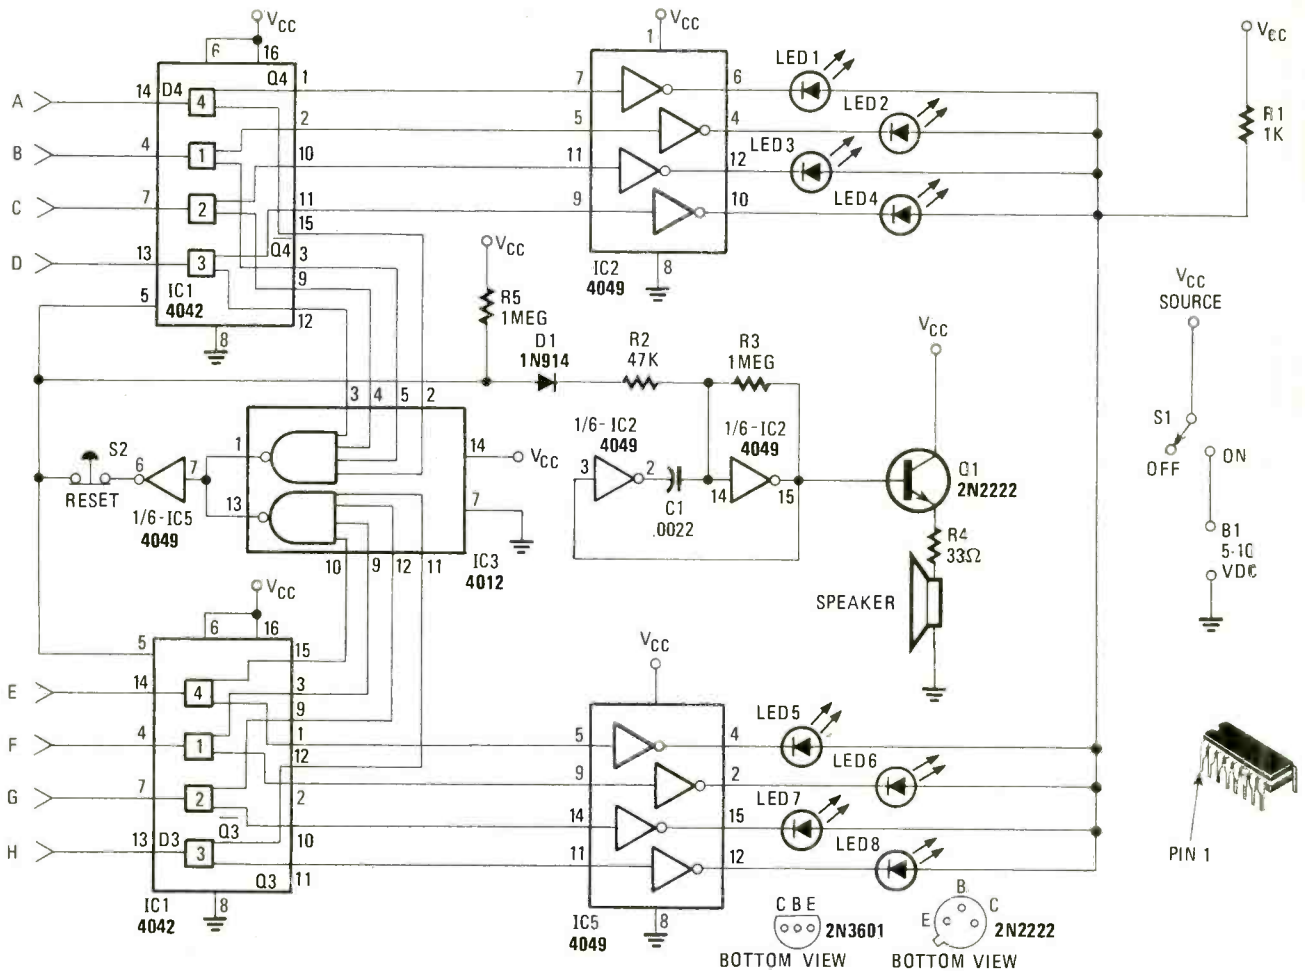 VCC
6
16
A
14
D4
4
Q4
1
B
4
1
2
C
7
2
10
11
15
D
13
3
Q4
3
9
5
IC1
4042
12
8
VCC
1
7
6
5
4
11
12
9
10
IC2
4049
8
LED1
LED2
LED3
LED4
VCC
R1
1K
VCC
R5
1MEG
D1
1N914
R2
47K
R3
1MEG
VCC
VCC
SOURCE
S1
OFF
ON
B1
5-10
VDC
3
4
5
2
S2
RESET
6
7
1/6-IC5
4049
1
13
14
VCC
7
10
9
12
11
IC3
4012
1/6-IC2
4049
3
2
C1
.0022
1/6-IC2
4049
14
15
Q1
2N2222
R4
33Ω
SPEAKER
VCC
6
16
5
15
E
14
4
3
9
F
4
1
1
12
G
7
2
2
Q3
H
13
D3
3
10
Q3
11
IC1
4042
8
VCC
5
4
9
2
14
15
11
12
IC5
4049
8
LED5
LED6
LED7
LED8
C B E
2N3601
BOTTOM VIEW
B
E
C
2N2222
BOTTOM VIEW
PIN 1